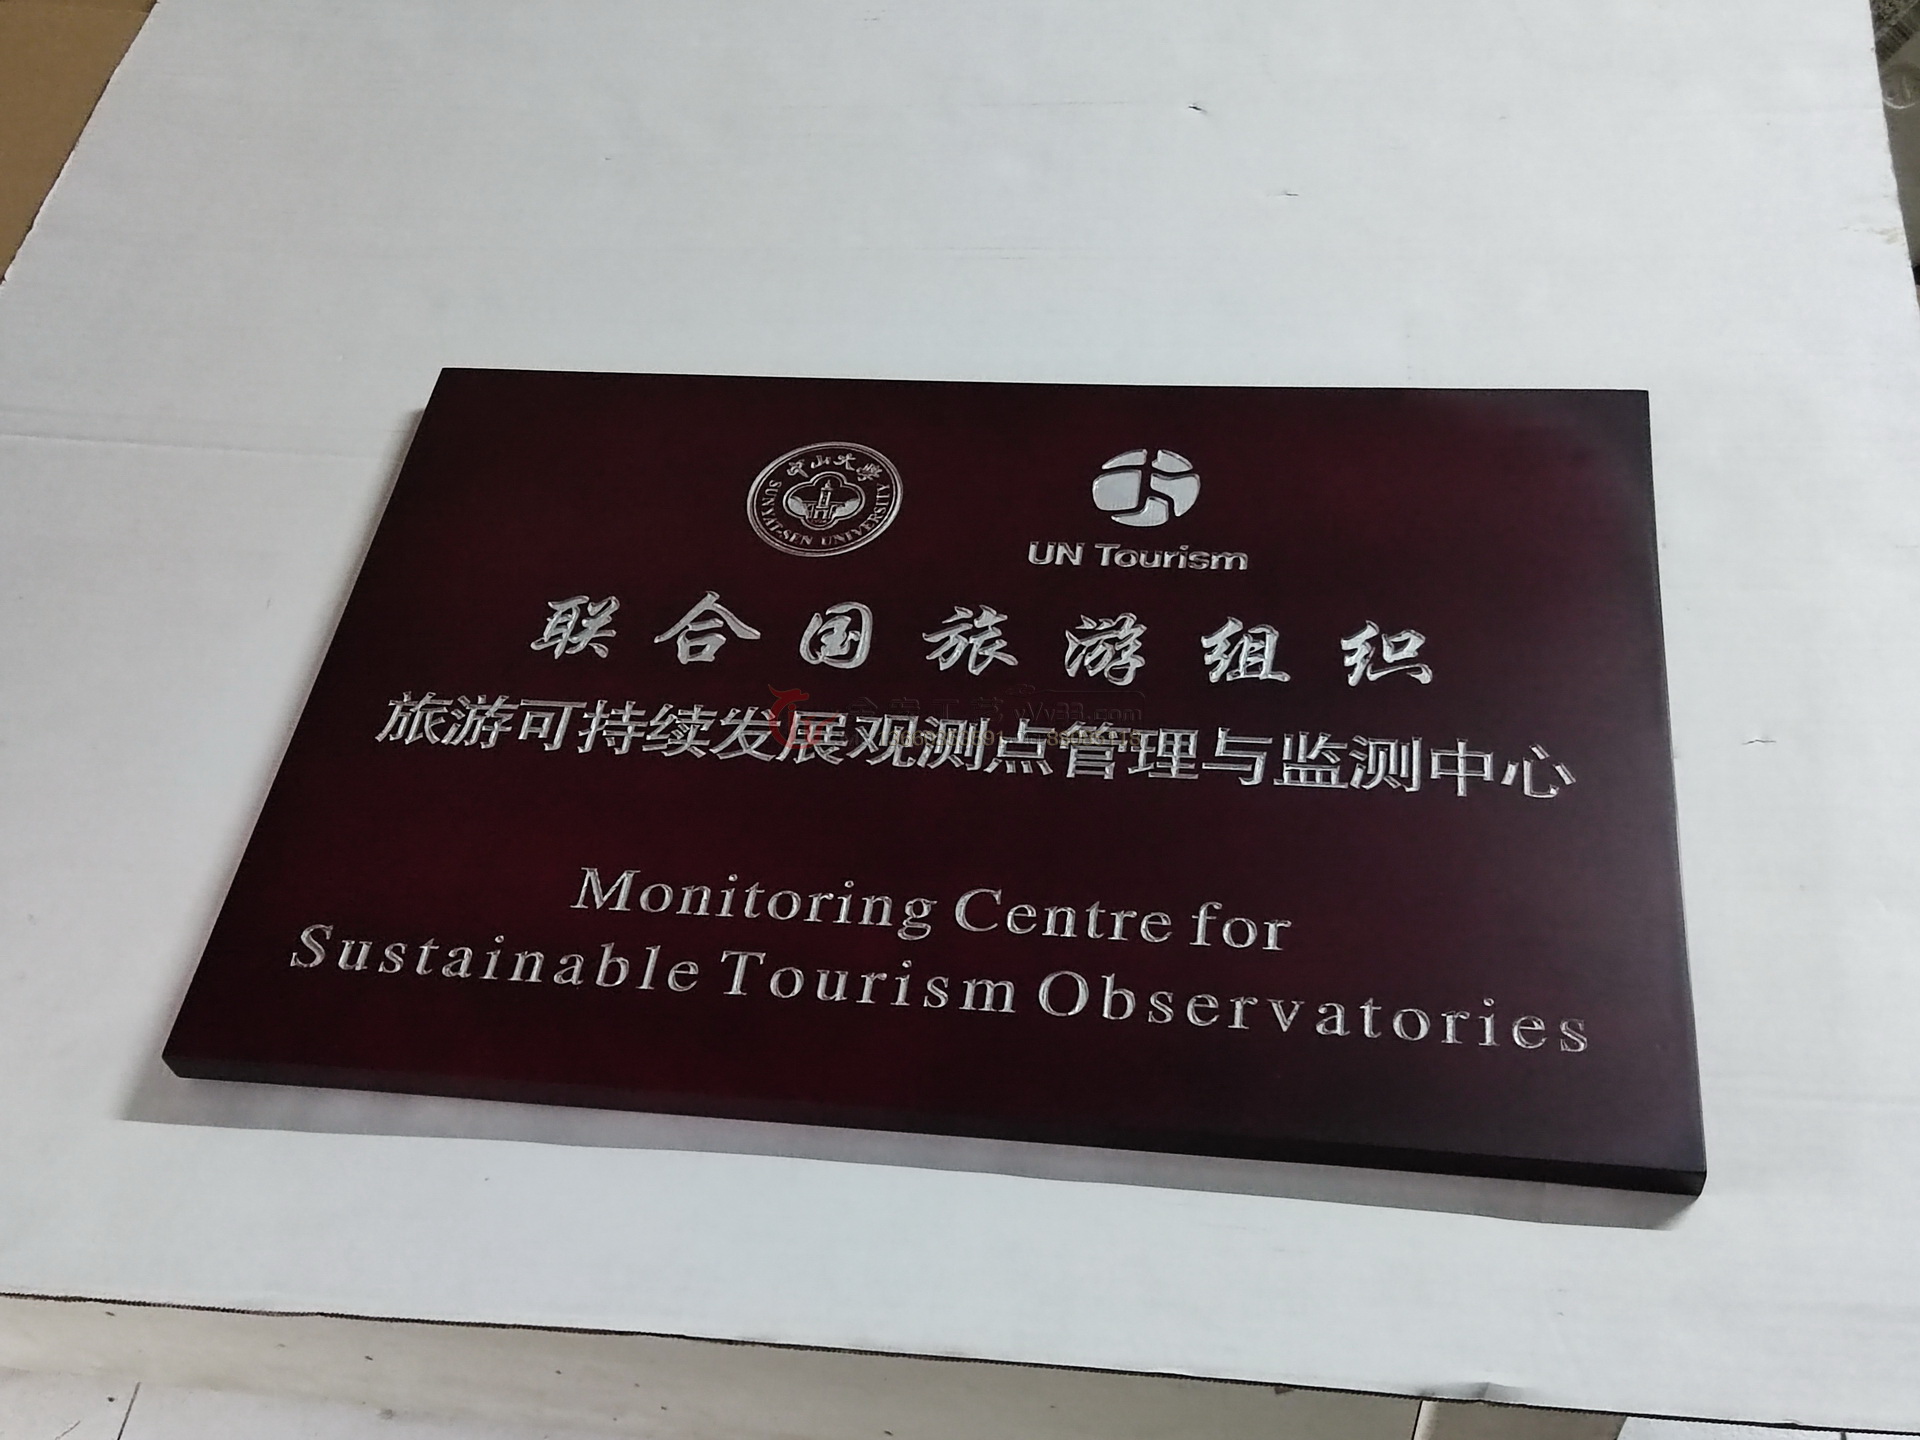 中山大學
SUN YAT-SEN UNIVERSITY
UN Tourism
联合国旅游组织
旅游可持续发展观测点管理与监测中心
Monitoring Centre for
Sustainable Tourism Observatories